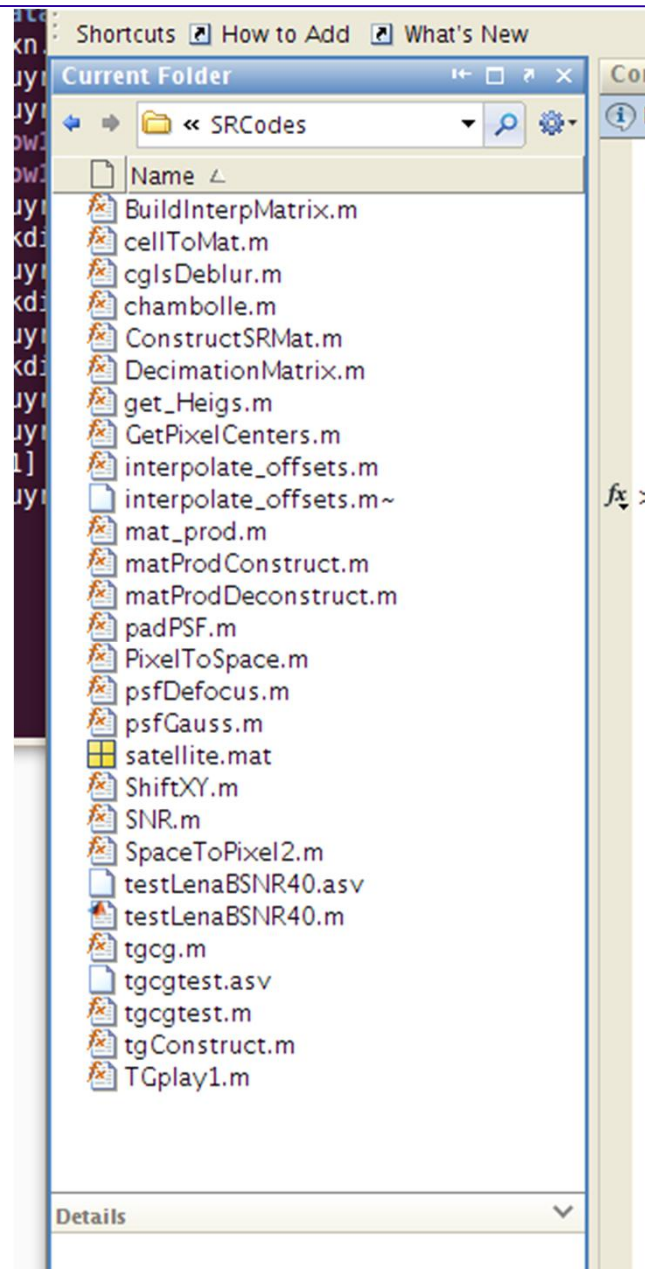 Shortcuts How to Add What's New
Current Folder
« SRCodes
Name
BuildInterpMatrix.m
cellToMat.m
cglsDeblur.m
chambolle.m
ConstructSRMat.m
DecimationMatrix.m
get_Heigs.m
GetPixelCenters.m
interpolate_offsets.m
interpolate_offsets.m~
mat_prod.m
matProdConstruct.m
matProdDeconstruct.m
padPSF.m
PixelToSpace.m
psfDefocus.m
psfGauss.m
satellite.mat
ShiftXY.m
SNR.m
SpaceToPixel2.m
testLenaBSNR40.asv
testLenaBSNR40.m
tgcg.m
tgcgtest.asv
tgcgtest.m
tgConstruct.m
TGplay1.m
Details
fx